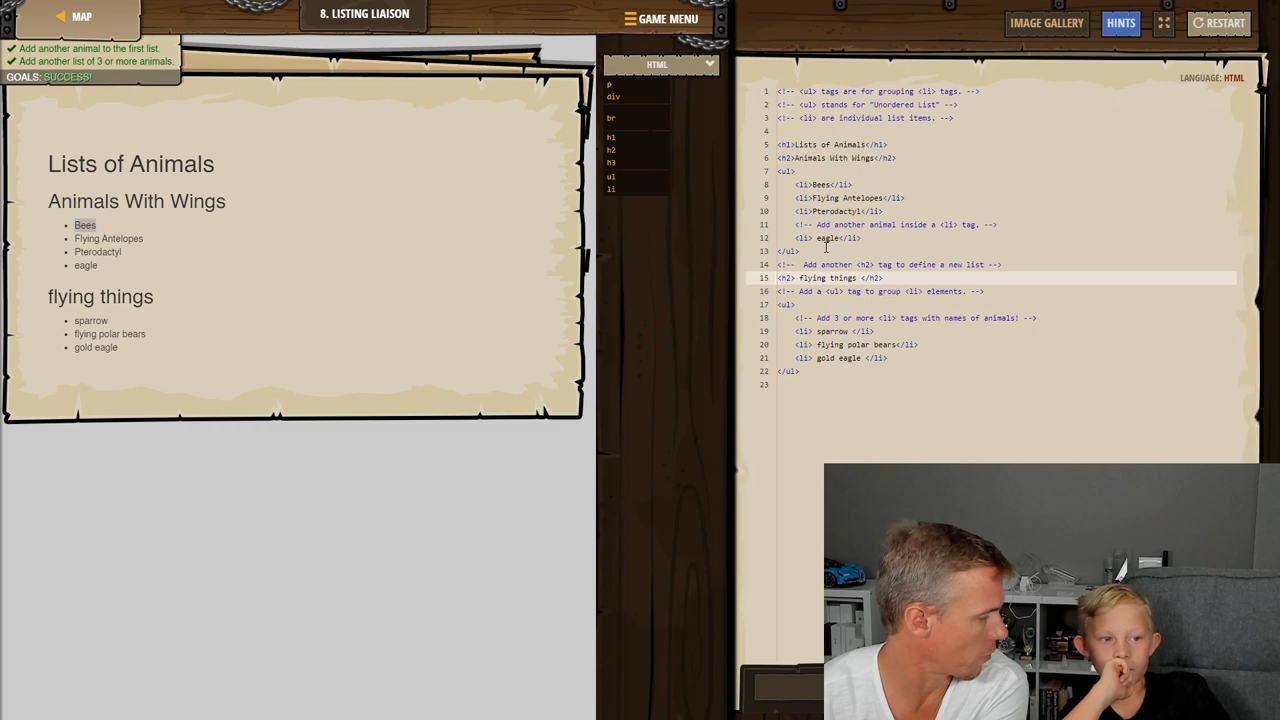 MAP
8. LISTING LIAISON
GAME MENU
IMAGE GALLERY
HINTS
RESTART
✓ Add another animal to the first list.
✓ Add another list of 3 or more animals.
GOALS: SUCCESS!
Lists of Animals
Animals With Wings
• Bees
• Flying Antelopes
• Pterodactyl
• eagle
flying things
• sparrow
• flying polar bears
• gold eagle
HTML
p
div
br
h1
h2
h3
ul
li
LANGUAGE: HTML
1 <!-- <ul> tags are for grouping <li> tags. -->
2 <!-- <ul> stands for "Unordered List" -->
3 <!-- <li> are individual list items. -->
4
5 <h1>Lists of Animals</h1>
6 <h2>Animals With Wings</h2>
7 <ul>
8 <li>Bees</li>
9 <li>Flying Antelopes</li>
10 <li>Pterodactyl</li>
11 <!-- Add another animal inside a <li> tag. -->
12 <li> eagle</li>
13 </ul>
14 <!-- Add another <h2> tag to define a new list -->
15 <h2> flying things </h2>
16 <!-- Add a <ul> tag to group <li> elements. -->
17 <ul>
18 <!-- Add 3 or more <li> tags with names of animals! -->
19 <li> sparrow </li>
20 <li> flying polar bears</li>
21 <li> gold eagle </li>
22 </ul>
23